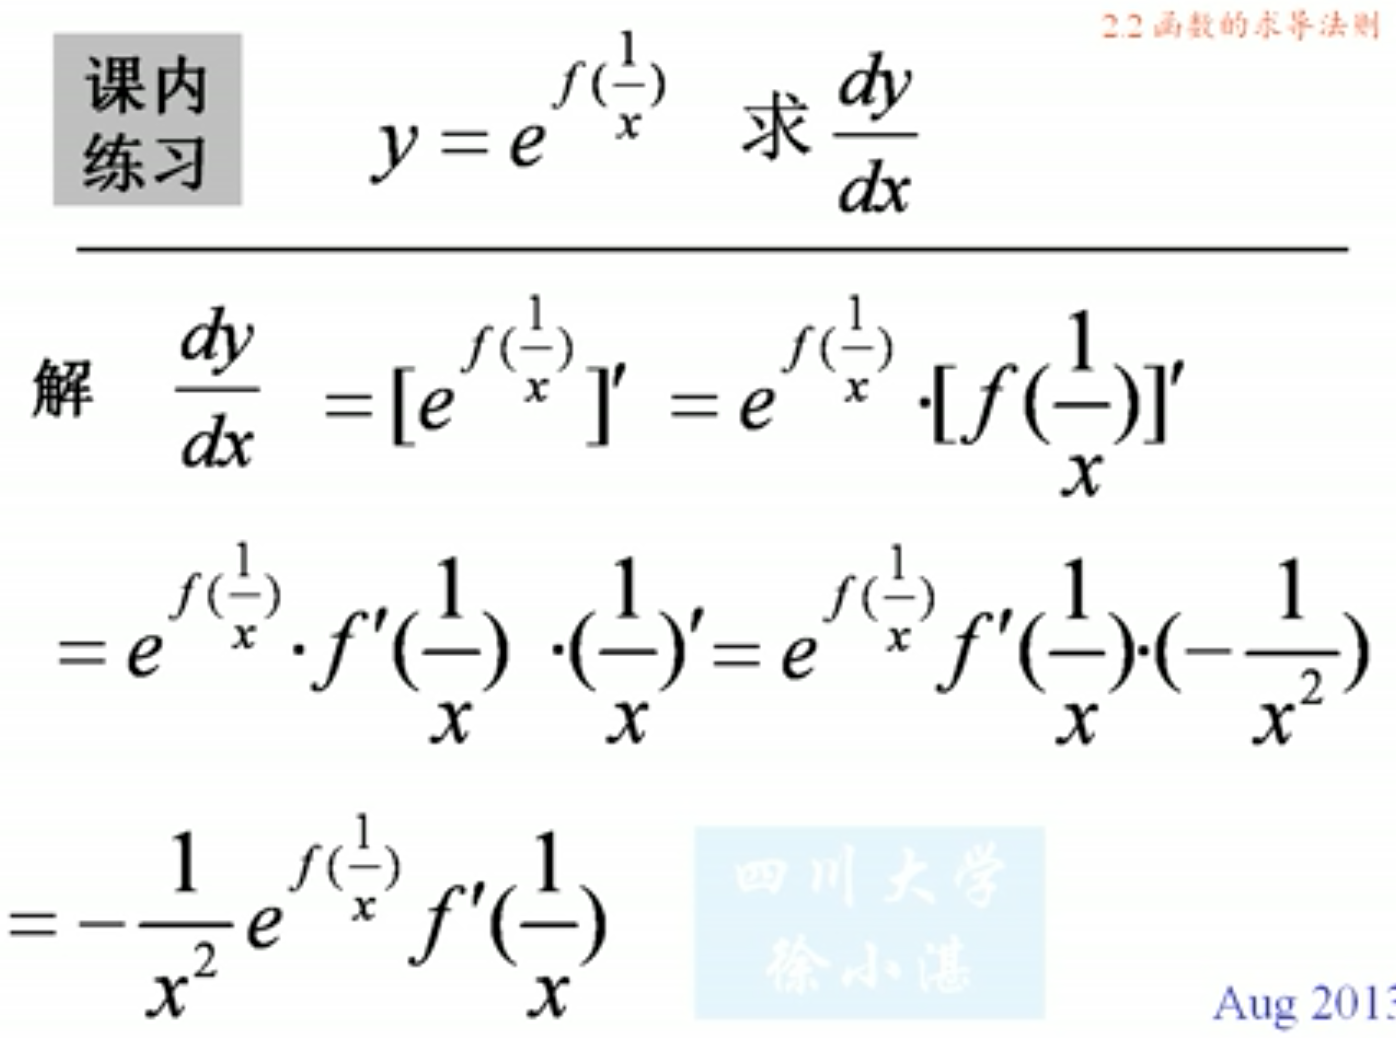 2.2 函数的求导法则
课内
练习
y = e^{f(\frac{1}{x})} 求 \frac{dy}{dx}
解 \frac{dy}{dx} = [e^{f(\frac{1}{x})}]' = e^{f(\frac{1}{x})} \cdot [f(\frac{1}{x})]'
= e^{f(\frac{1}{x})} \cdot f'(\frac{1}{x}) \cdot (\frac{1}{x})' = e^{f(\frac{1}{x})} f'(\frac{1}{x}) \cdot (-\frac{1}{x^2})
= -\frac{1}{x^2} e^{f(\frac{1}{x})} f'(\frac{1}{x})
四川大学
徐小湛
Aug 2013